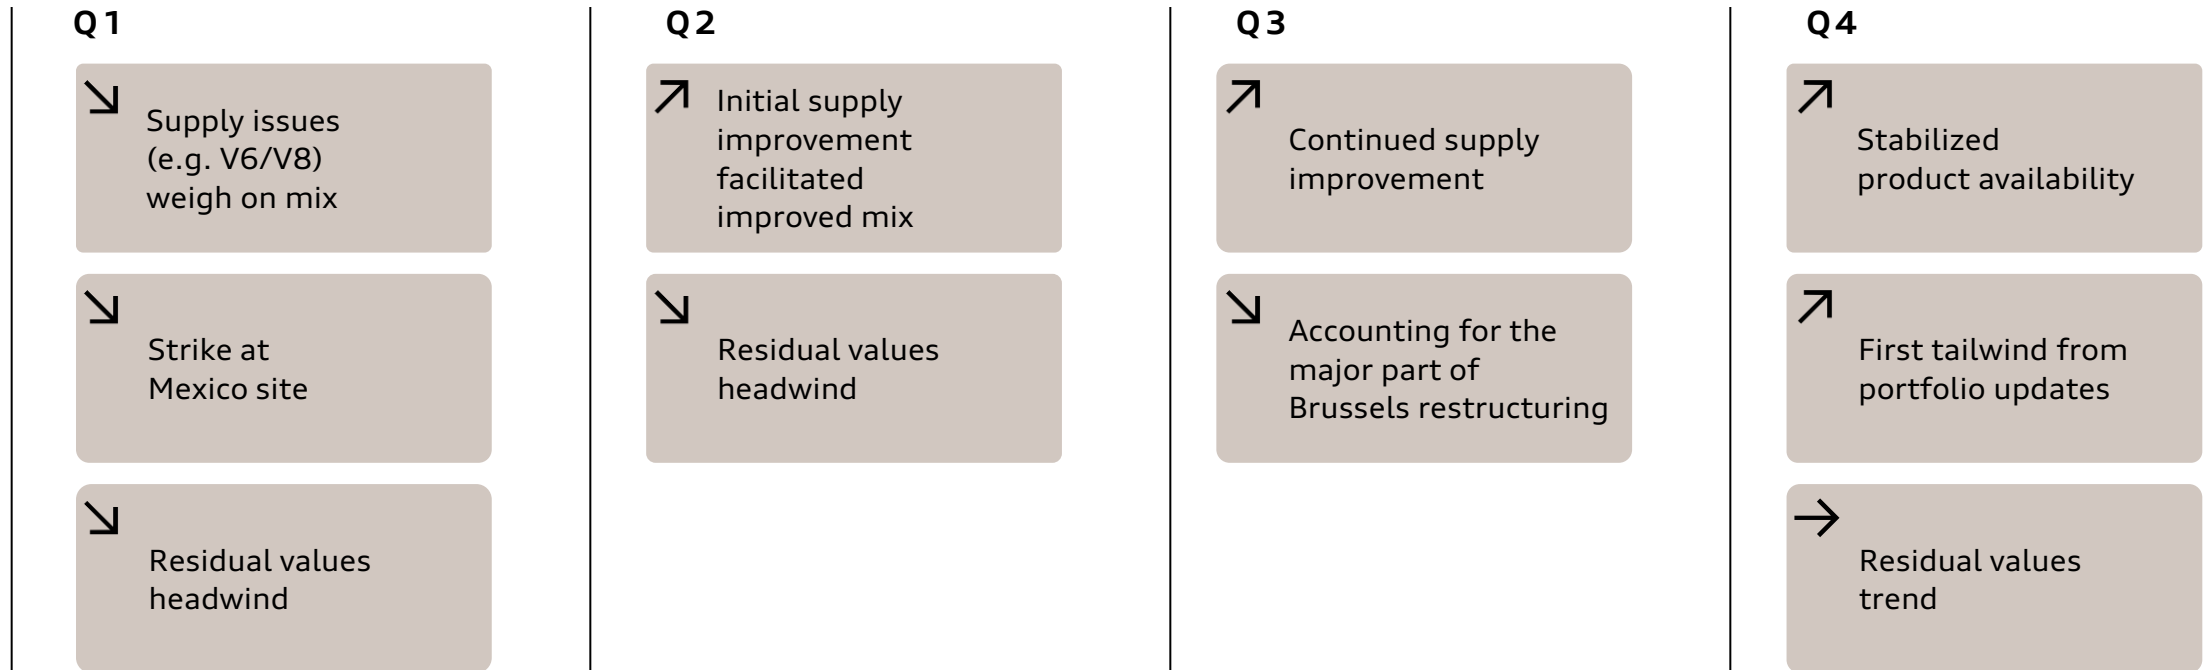 Q1
Supply issues
(e.g. V6/V8)
weigh on mix
Strike at
Mexico site
Residual values
headwind
Q2
Initial supply
improvement
facilitated
improved mix
Residual values
headwind
Q3
Continued supply
improvement
Accounting for the
major part of
Brussels restructuring
Q4
Stabilized
product availability
First tailwind from
portfolio updates
Residual values
trend